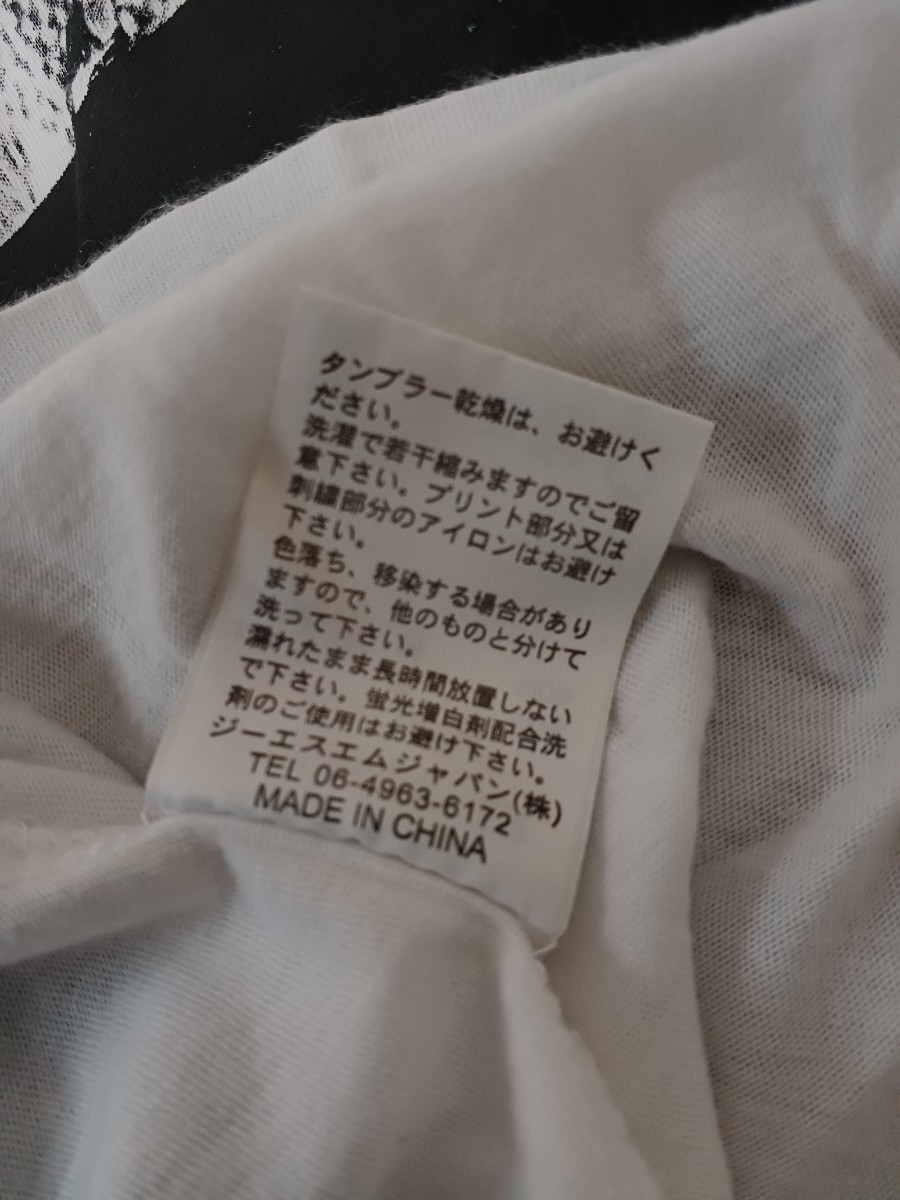 タンブラー乾燥は、お避けく
ださい。
洗濯で若干縮みますのでご留
意下さい。プリント部分又は
刺繍部分のアイロンはお避け
下さい。
色落ち、移染する場合があり
ますので、他のものと分けて
洗って下さい。
濡れたまま長時間放置しない
で下さい。蛍光増白剤配合洗
剤のご使用はお避け下さい。
ジーエスエムジャパン(株)
TEL 06-4963-6172
MADE IN CHINA